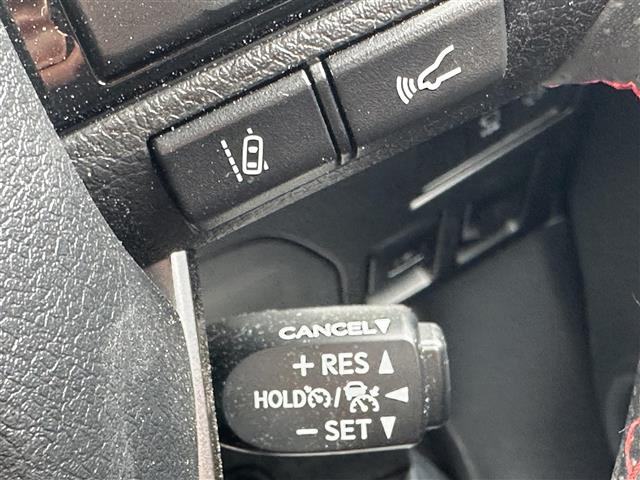 CANCEL▼
+ RES ▲
HOLD / ◀
− SET ▼